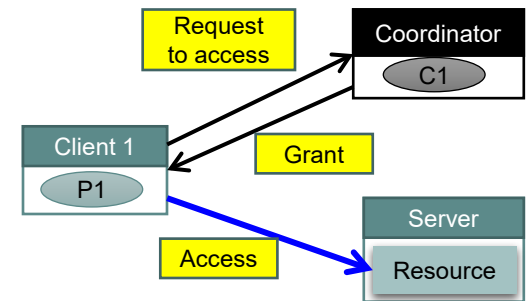 Request
to access
Coordinator
C1
Client 1
P1
Grant
Access
Server
Resource